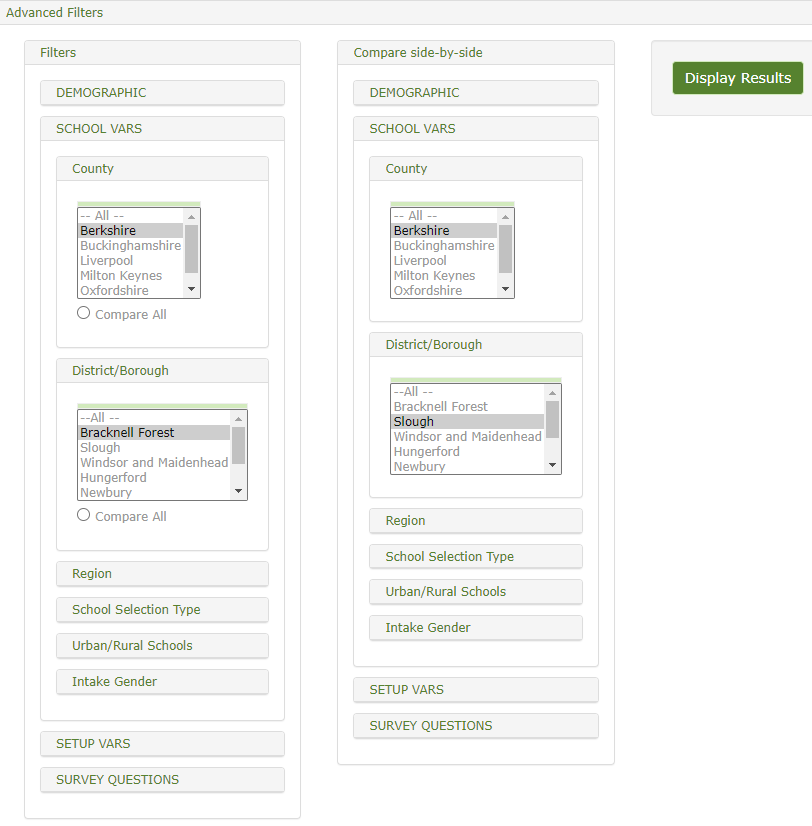 Advanced Filters
Filters
DEMOGRAPHIC
SCHOOL VARS
County
-- All --
Berkshire
Buckinghamshire
Liverpool
Milton Keynes
Oxfordshire
Compare All
District/Borough
--All --
Bracknell Forest
Slough
Windsor and Maidenhead
Hungerford
Newbury
Compare All
Region
School Selection Type
Urban/Rural Schools
Intake Gender
SETUP VARS
SURVEY QUESTIONS
Compare side-by-side
DEMOGRAPHIC
SCHOOL VARS
County
-- All --
Berkshire
Buckinghamshire
Liverpool
Milton Keynes
Oxfordshire
District/Borough
--All --
Bracknell Forest
Slough
Windsor and Maidenhead
Hungerford
Newbury
Region
School Selection Type
Urban/Rural Schools
Intake Gender
SETUP VARS
SURVEY QUESTIONS
Display Results